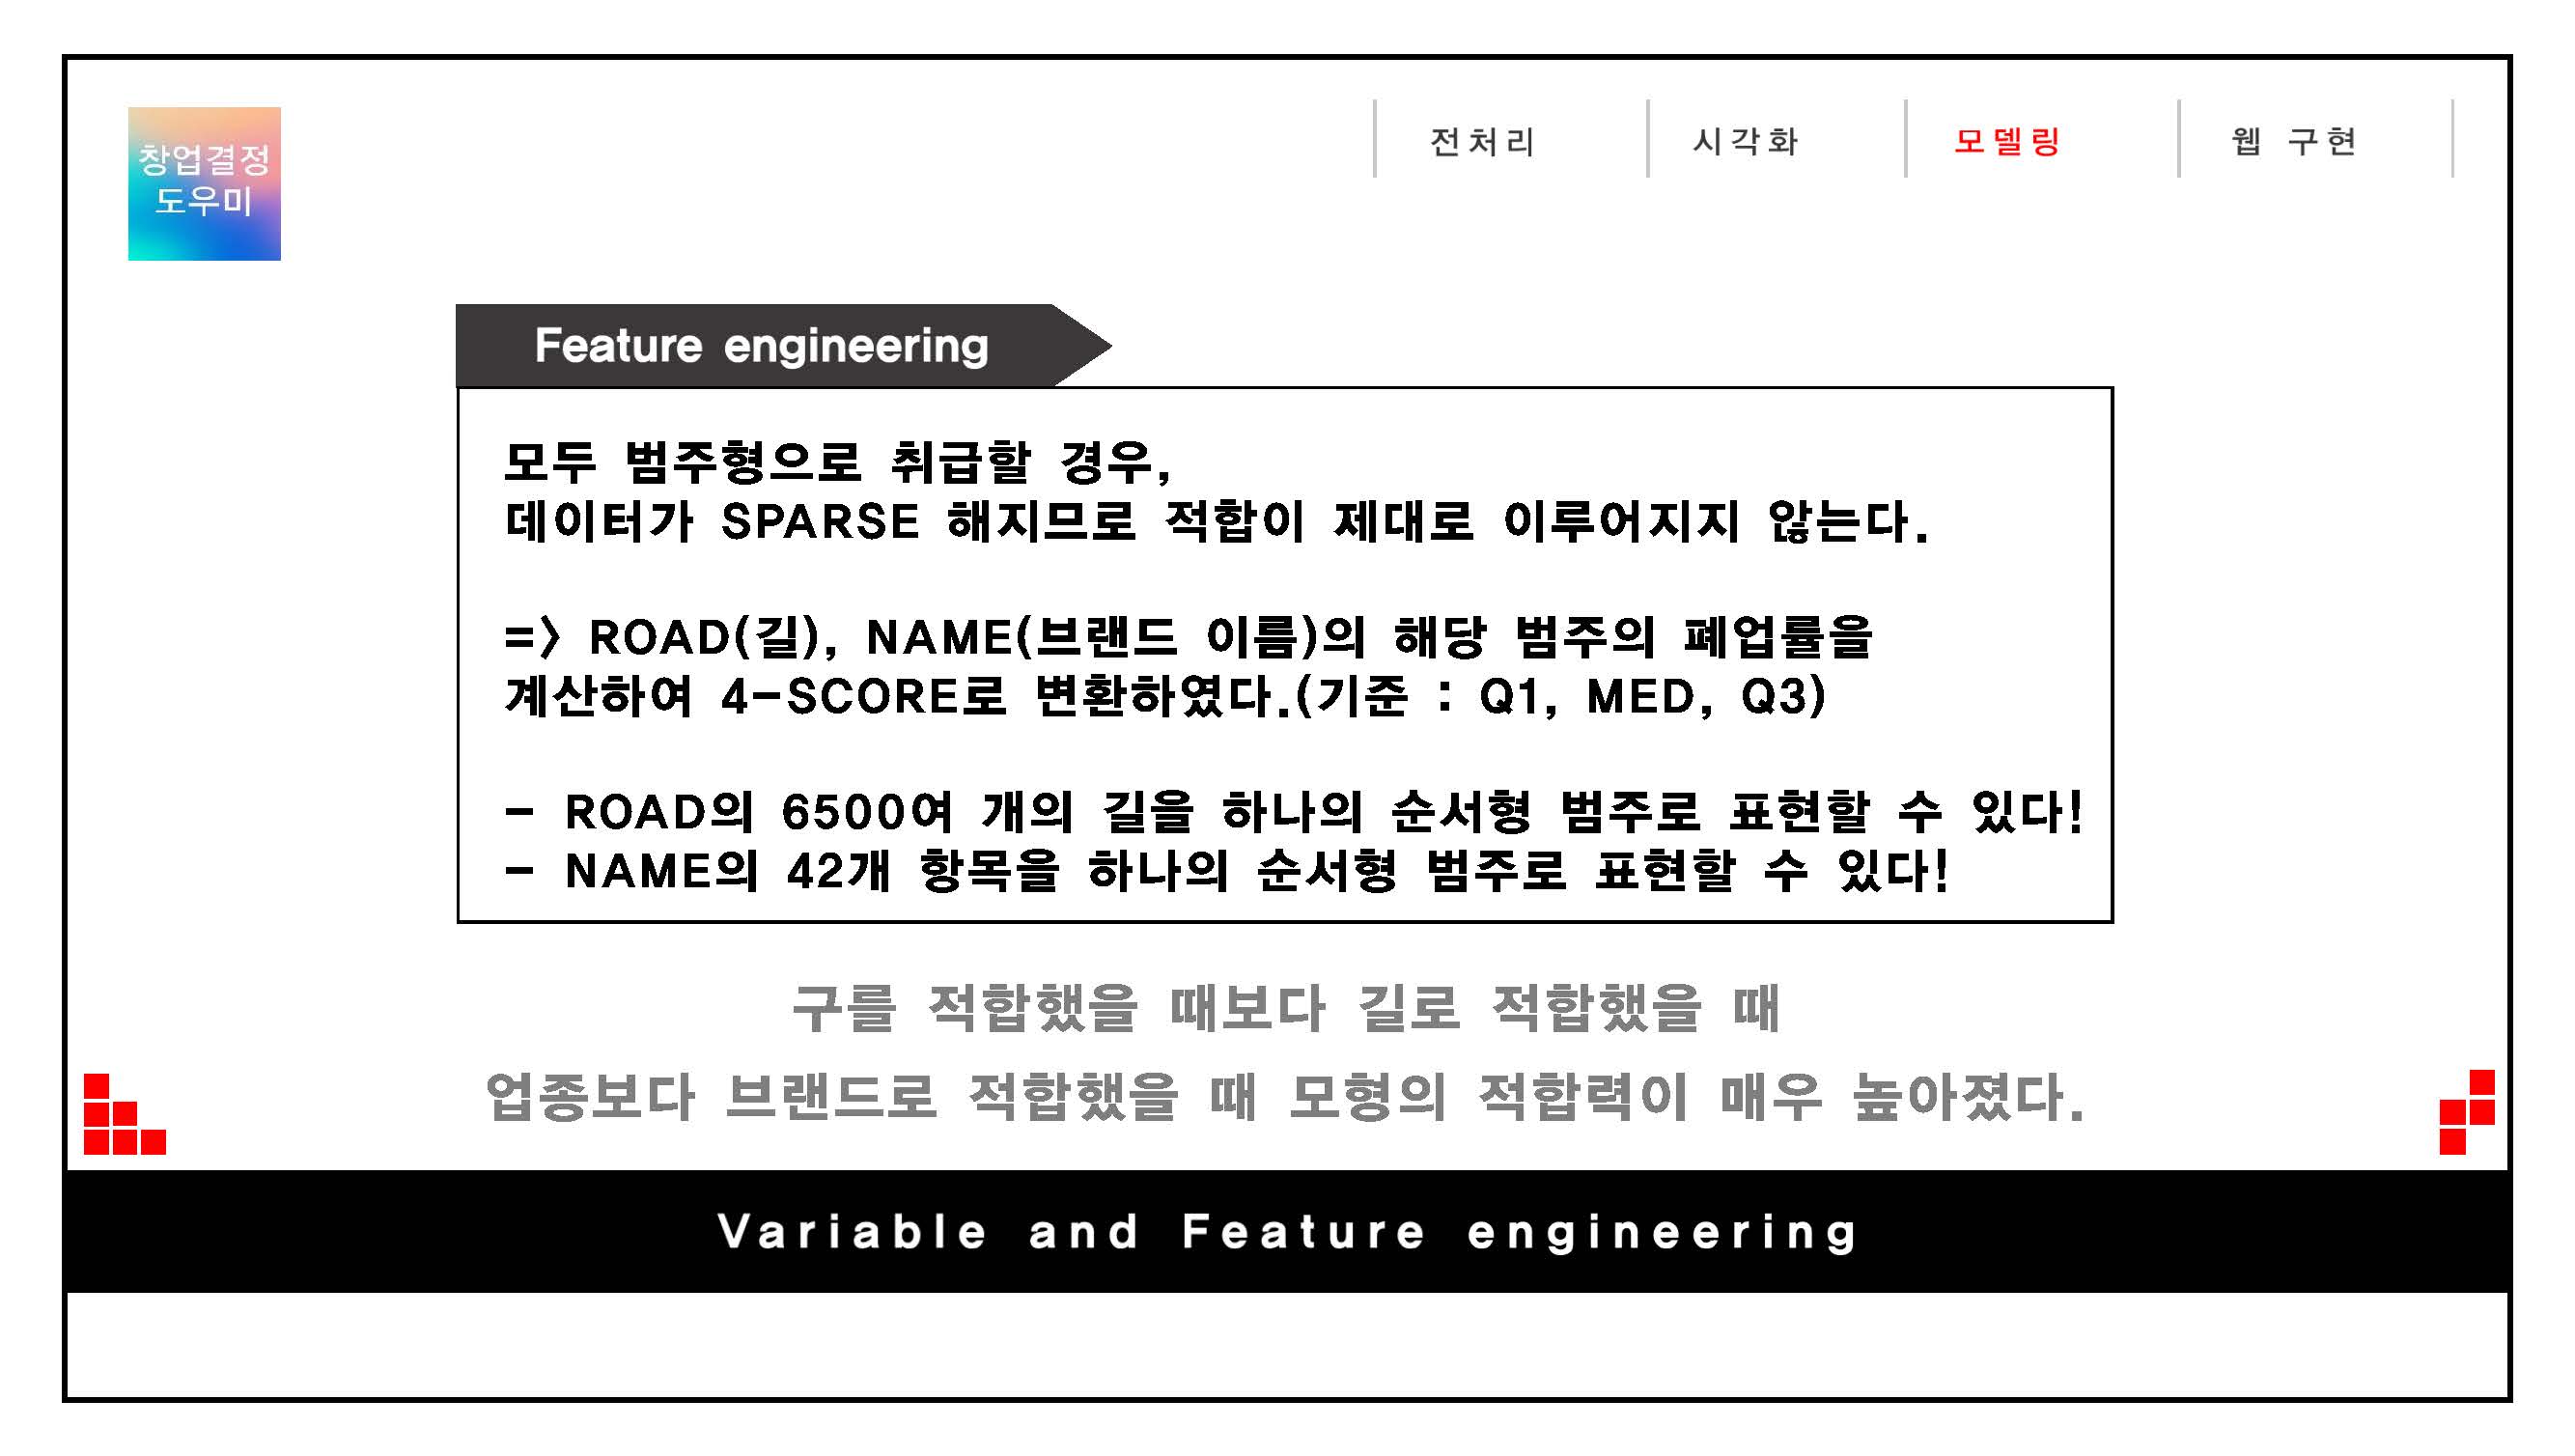 창업결정
도우미
전처리
시각화
모델링
웹 구현
Feature engineering
모두 범주형으로 취급할 경우,
데이터가 SPARSE 해지므로 적합이 제대로 이루어지지 않는다.
=> ROAD(길), NAME(브랜드 이름)의 해당 범주의 폐업률을
계산하여 4-SCORE로 변환하였다.(기준 : Q1, MED, Q3)
- ROAD의 6500여 개의 길을 하나의 순서형 범주로 표현할 수 있다!
- NAME의 42개 항목을 하나의 순서형 범주로 표현할 수 있다!
구를 적합했을 때보다 길로 적합했을 때
업종보다 브랜드로 적합했을 때 모형의 적합력이 매우 높아졌다.
Variable and Feature engineering